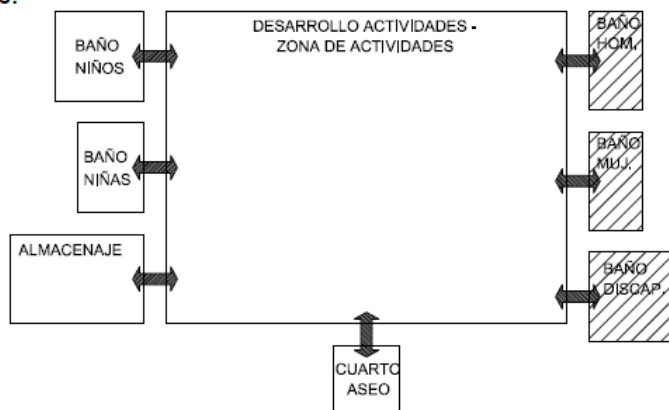 DESARROLLO ACTIVIDADES -
ZONA DE ACTIVIDADES
BAÑO
NIÑOS
BAÑO
NIÑAS
ALMACENAJE
BAÑO
HOM.
BAÑO
MUJ.
BAÑO
DISCAP.
CUARTO
ASEO